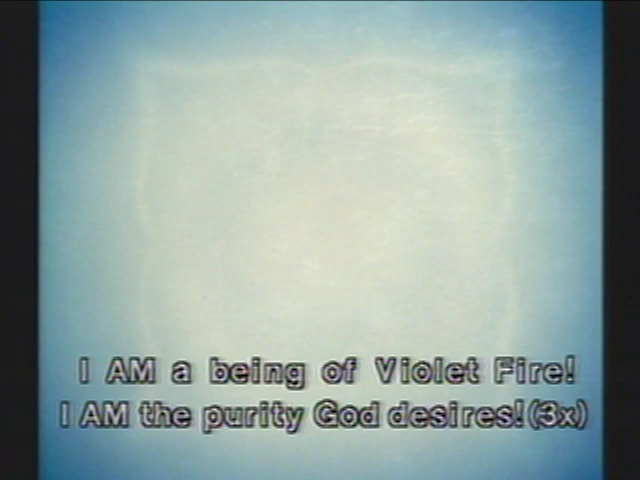 I AM a being of Violet Fire!
I AM the purity God desires!(3x)